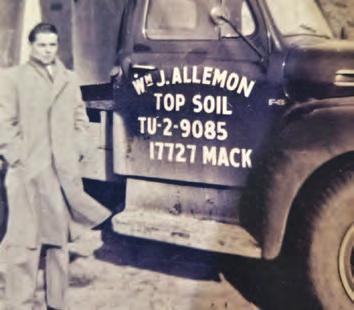 Wᴹ J. ALLEMON
TOP SOIL
TU-2-9085
17727 MACK
F-6